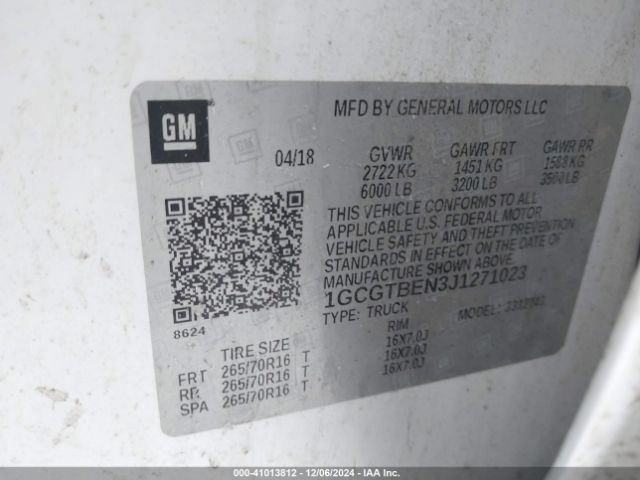 GM
MFD BY GENERAL MOTORS LLC
04/18 GVWR GAWR FRT GAWR RR
2722 KG 1451 KG 1588 KG
6000 LB 3200 LB 3500 LB
THIS VEHICLE CONFORMS TO ALL
APPLICABLE U.S. FEDERAL MOTOR
VEHICLE SAFETY AND THEFT PREVENTION
STANDARDS IN EFFECT ON THE DATE OF
MANUFACTURE SHOWN ABOVE.
1GCGTBEN3J1271023
TYPE: TRUCK MODEL:
8624
TIRE SIZE RIM
FRT 265/70R16 T 16X7.0J
RR 265/70R16 T 16X7.0J
SPA 265/70R16 T 16X7.0J
000-41013812 - 12/06/2024 - IAA Inc.